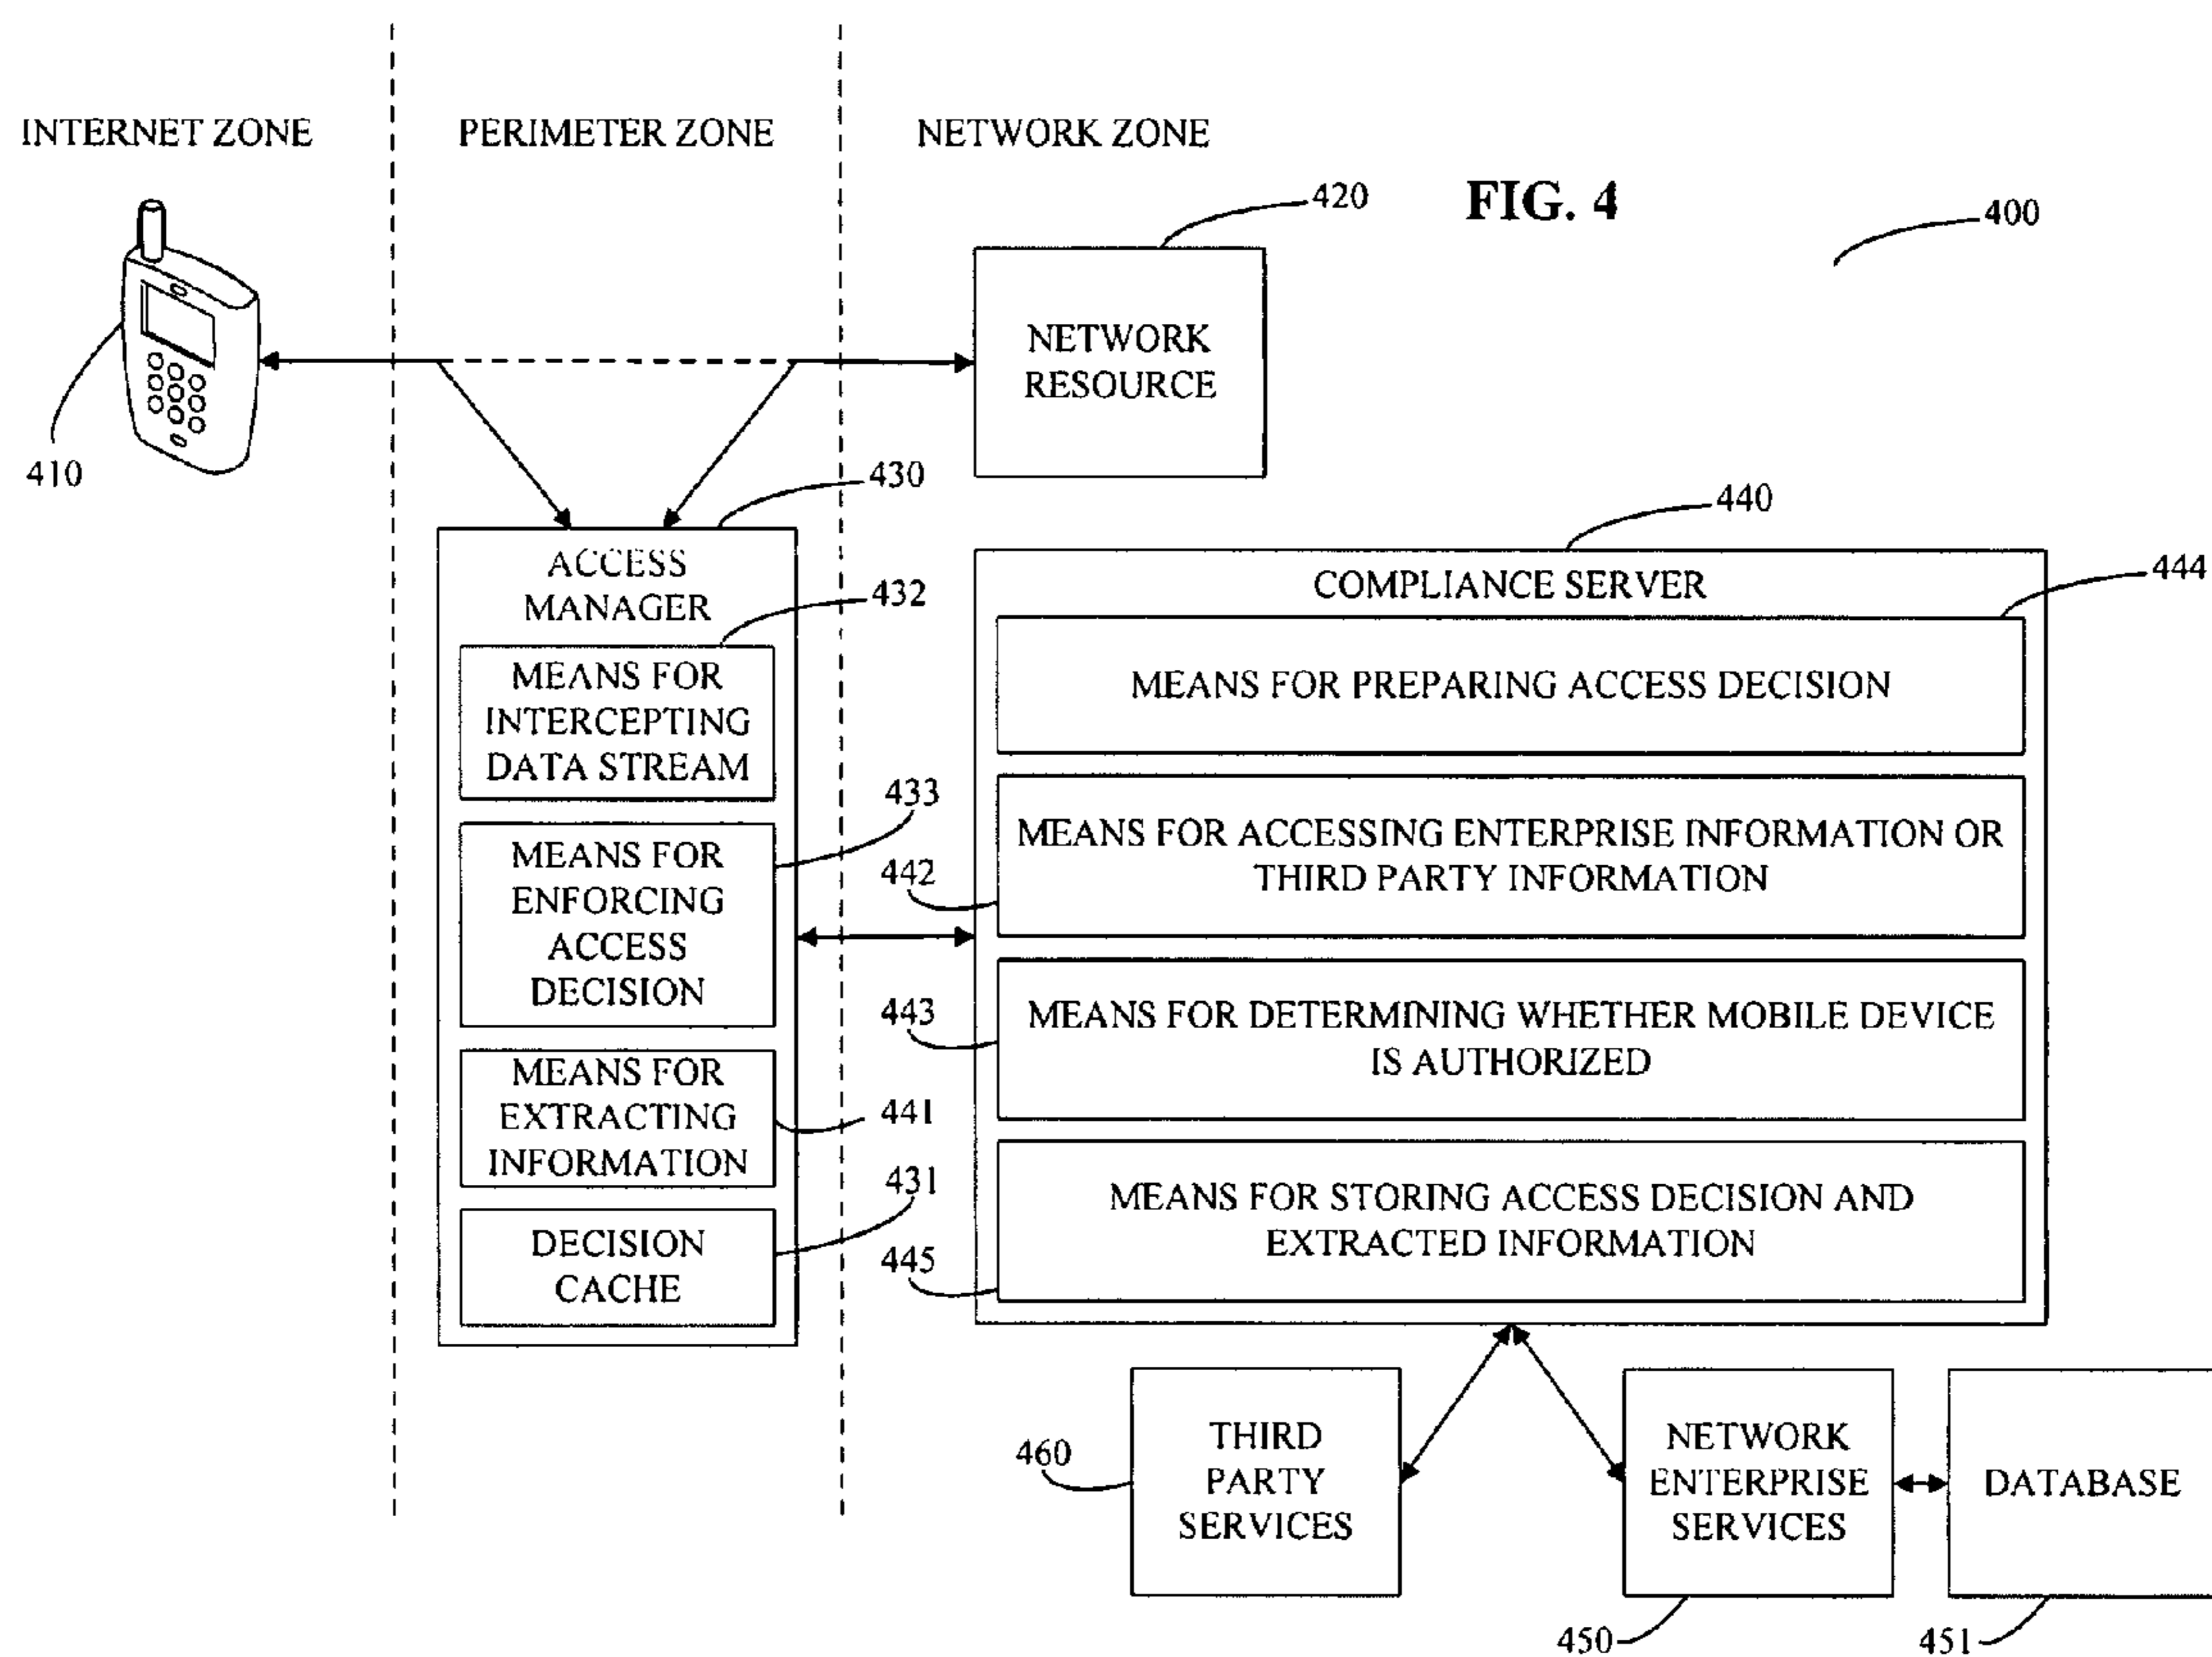 INTERNET ZONE
PERIMETER ZONE
NETWORK ZONE
FIG. 4
400
420
NETWORK
RESOURCE
410
430
ACCESS
MANAGER
432
MEANS FOR
INTERCEPTING
DATA STREAM
433
MEANS FOR
ENFORCING
ACCESS
DECISION
441
MEANS FOR
EXTRACTING
INFORMATION
431
DECISION
CACHE
440
COMPLIANCE SERVER
444
MEANS FOR PREPARING ACCESS DECISION
442
MEANS FOR ACCESSING ENTERPRISE INFORMATION OR
THIRD PARTY INFORMATION
443
MEANS FOR DETERMINING WHETHER MOBILE DEVICE
IS AUTHORIZED
445
MEANS FOR STORING ACCESS DECISION AND
EXTRACTED INFORMATION
460
THIRD
PARTY
SERVICES
NETWORK
ENTERPRISE
SERVICES
450
DATABASE
451